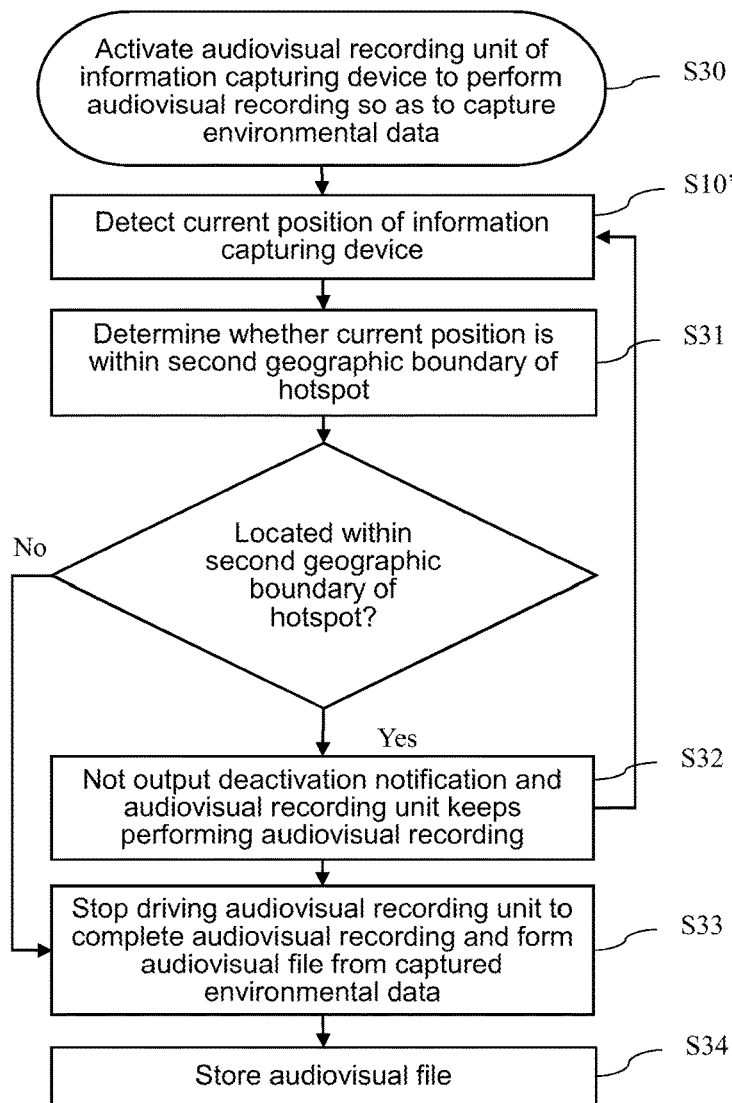 Activate audiovisual recording unit of
information capturing device to perform
audiovisual recording so as to capture
environmental data
S30
S10’
Detect current position of information
capturing device
S31
Determine whether current position is
within second geographic boundary of
hotspot
No
Located within
second geographic
boundary of
hotspot?
Yes
S32
Not output deactivation notification and
audiovisual recording unit keeps
performing audiovisual recording
Stop driving audiovisual recording unit to
complete audiovisual recording and form
audiovisual file from captured
environmental data
S33
S34
Store audiovisual file